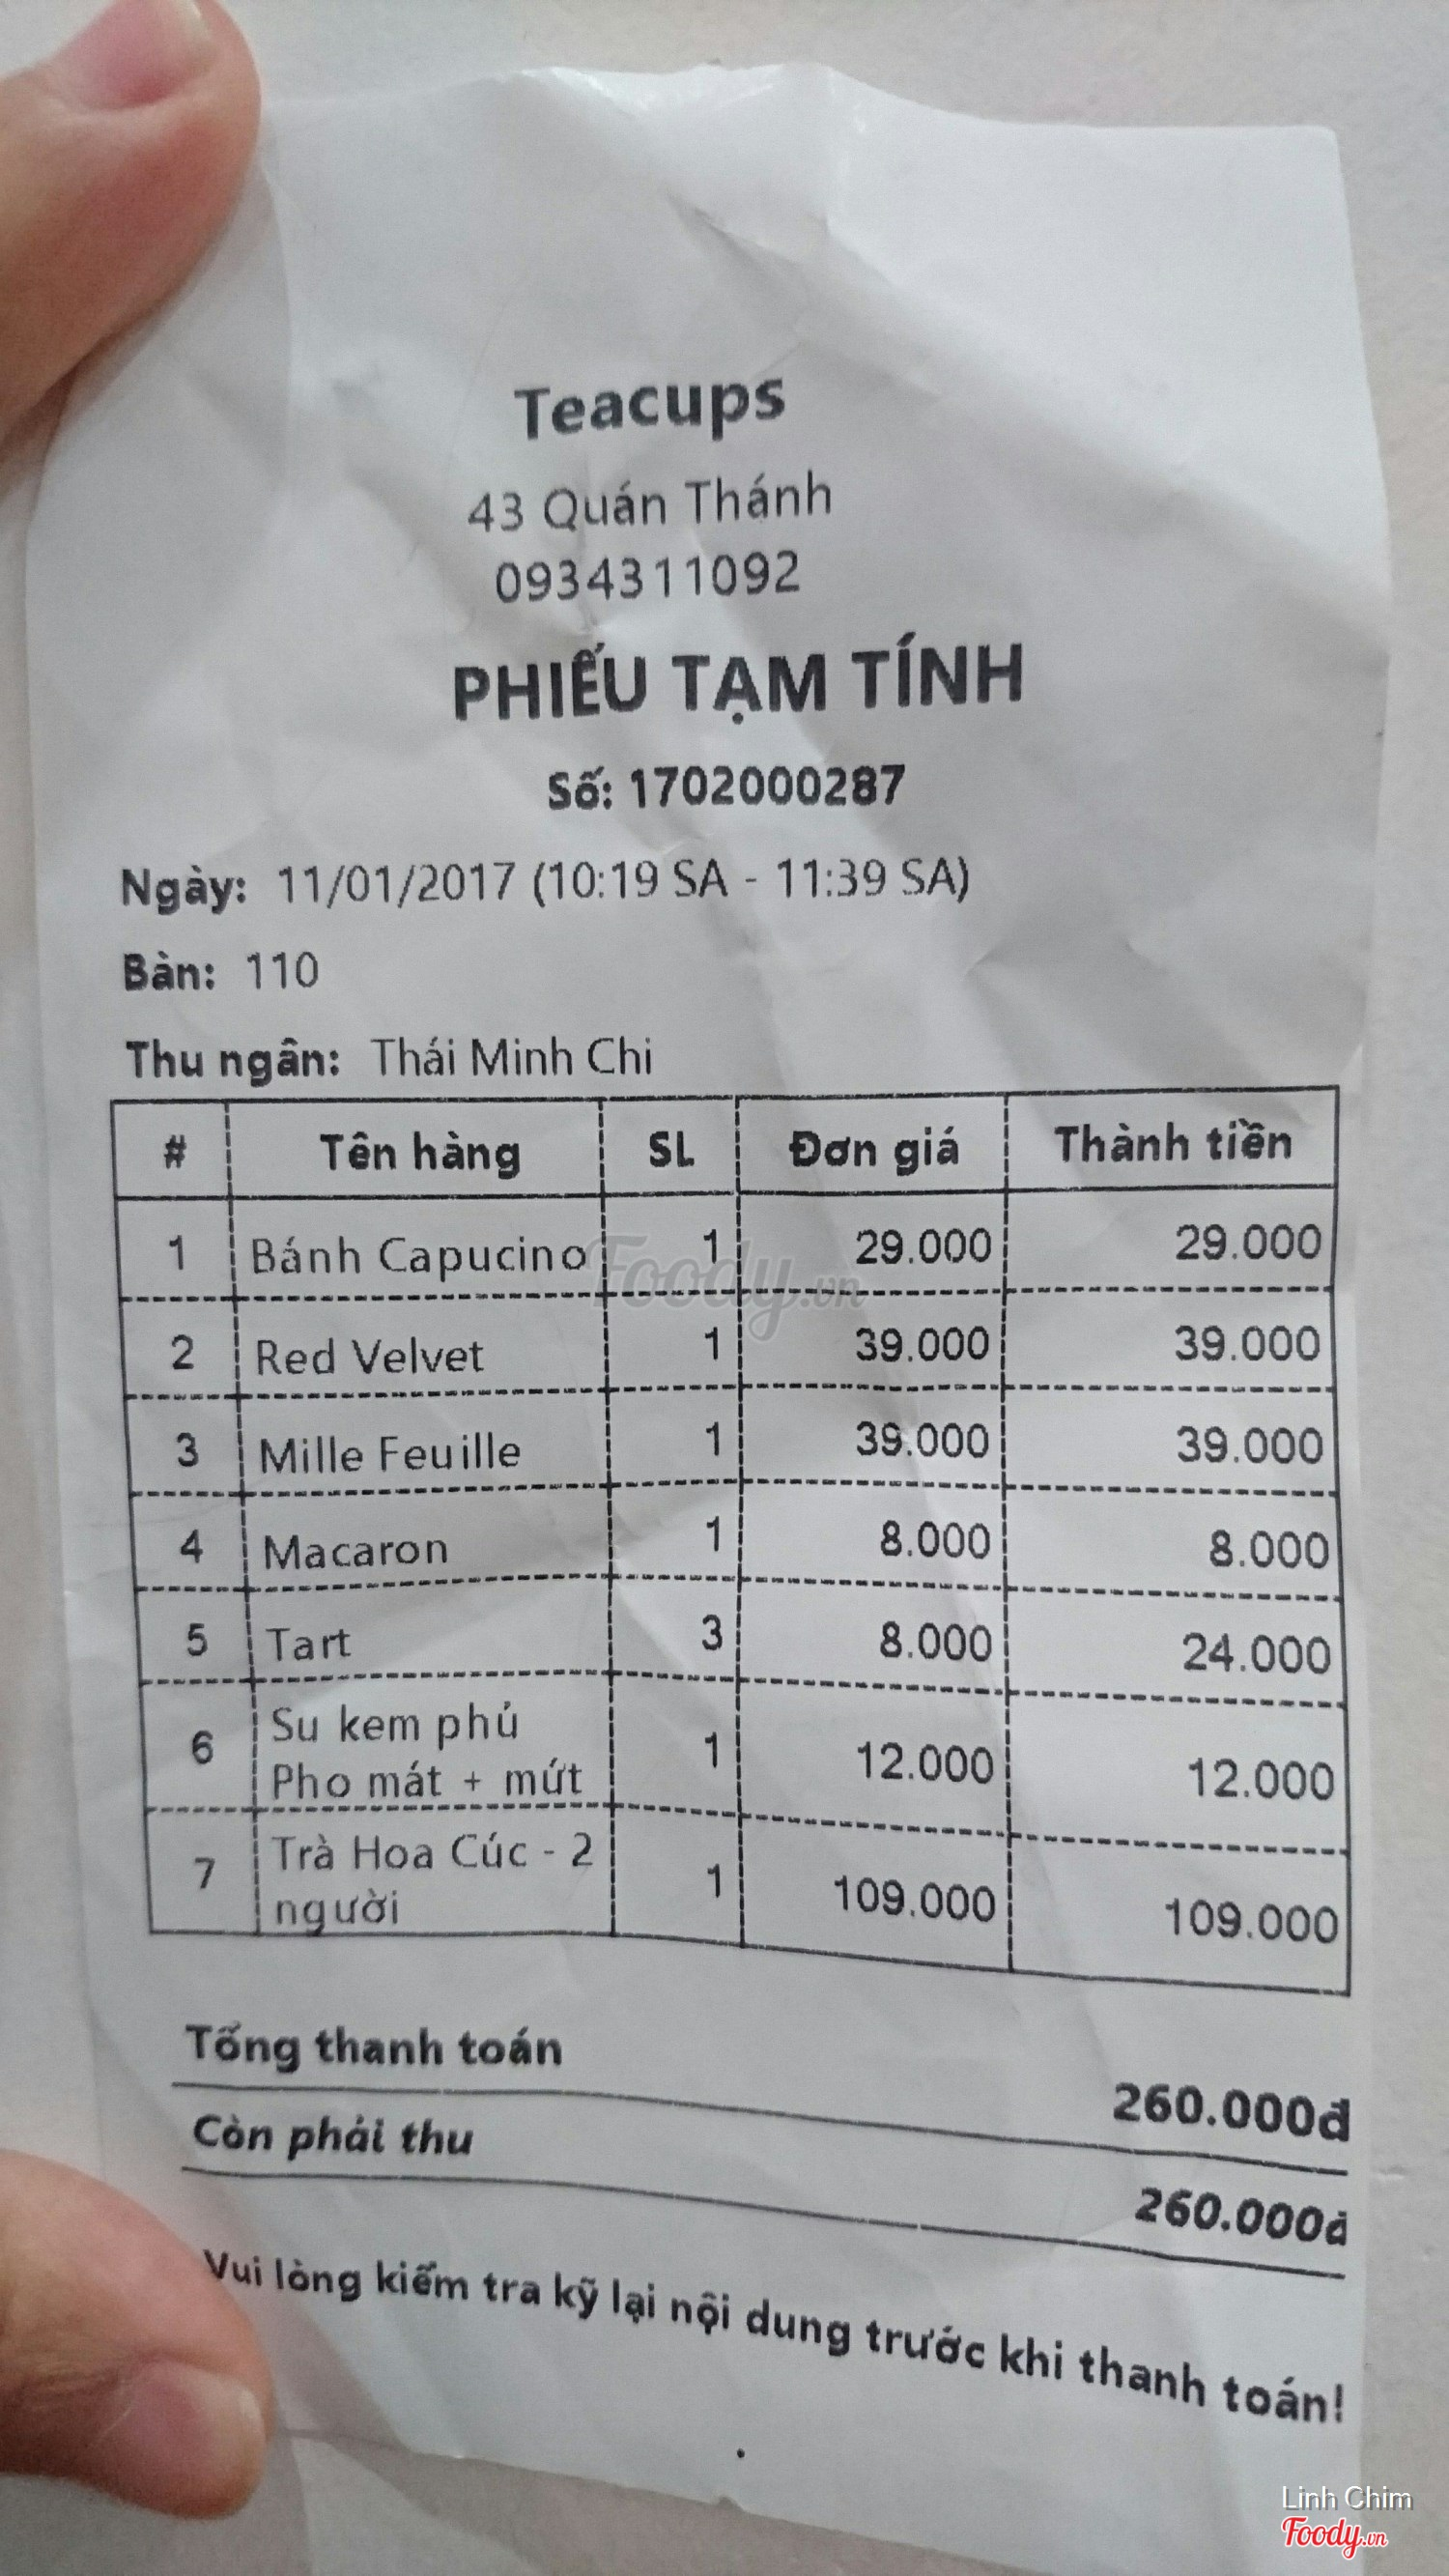 Teacups
43 Quán Thánh
0934311092
PHIẾU TẠM TÍNH
Số: 1702000287
Ngày: 11/01/2017 (10:19 SA - 11:39 SA)
Bàn: 110
Thu ngân: Thái Minh Chi
# Tên hàng SL Đơn giá Thành tiền
1 Bánh Capucino 1 29.000 29.000
Foody.vn
2 Red Velvet 1 39.000 39.000
3 Mille Feuille 1 39.000 39.000
4 Macaron 1 8.000 8.000
5 Tart 3 8.000 24.000
6 Su kem phủ 1 12.000 12.000
Pho mát + mứt
7 Trà Hoa Cúc - 2 1 109.000 109.000
người
Tổng thanh toán 260.000đ
Còn phải thu 260.000đ
Vui lòng kiểm tra kỹ lại nội dung trước khi thanh toán!
Linh Chim
Foody.vn